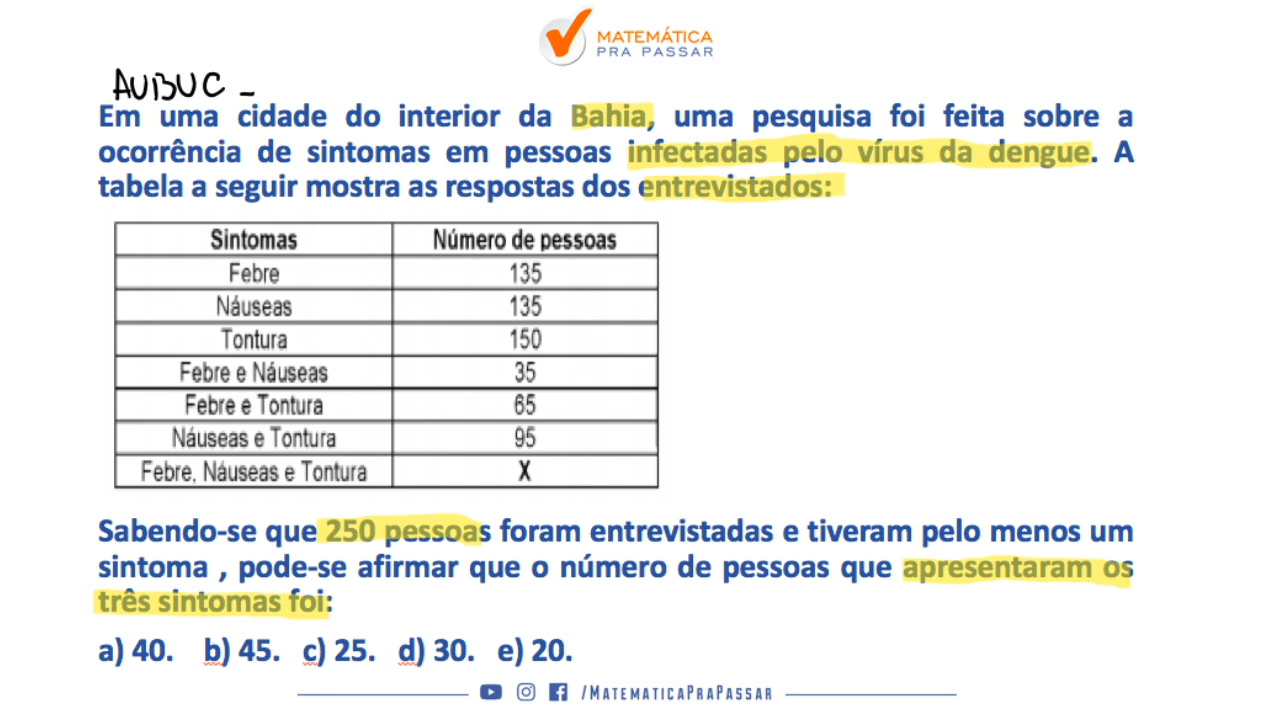 MATEMÁTICA
PRA PASSAR
AUBUC -
Em uma cidade do interior da Bahia, uma pesquisa foi feita sobre a
ocorrência de sintomas em pessoas infectadas pelo vírus da dengue. A
tabela a seguir mostra as respostas dos entrevistados:
Sintomas Número de pessoas
Febre 135
Náuseas 135
Tontura 150
Febre e Náuseas 35
Febre e Tontura 65
Náuseas e Tontura 95
Febre, Náuseas e Tontura X
Sabendo-se que 250 pessoas foram entrevistadas e tiveram pelo menos um
sintoma , pode-se afirmar que o número de pessoas que apresentaram os
três sintomas foi:
a) 40. b) 45. c) 25. d) 30. e) 20.
/MATEMATICAPRAPASSAR